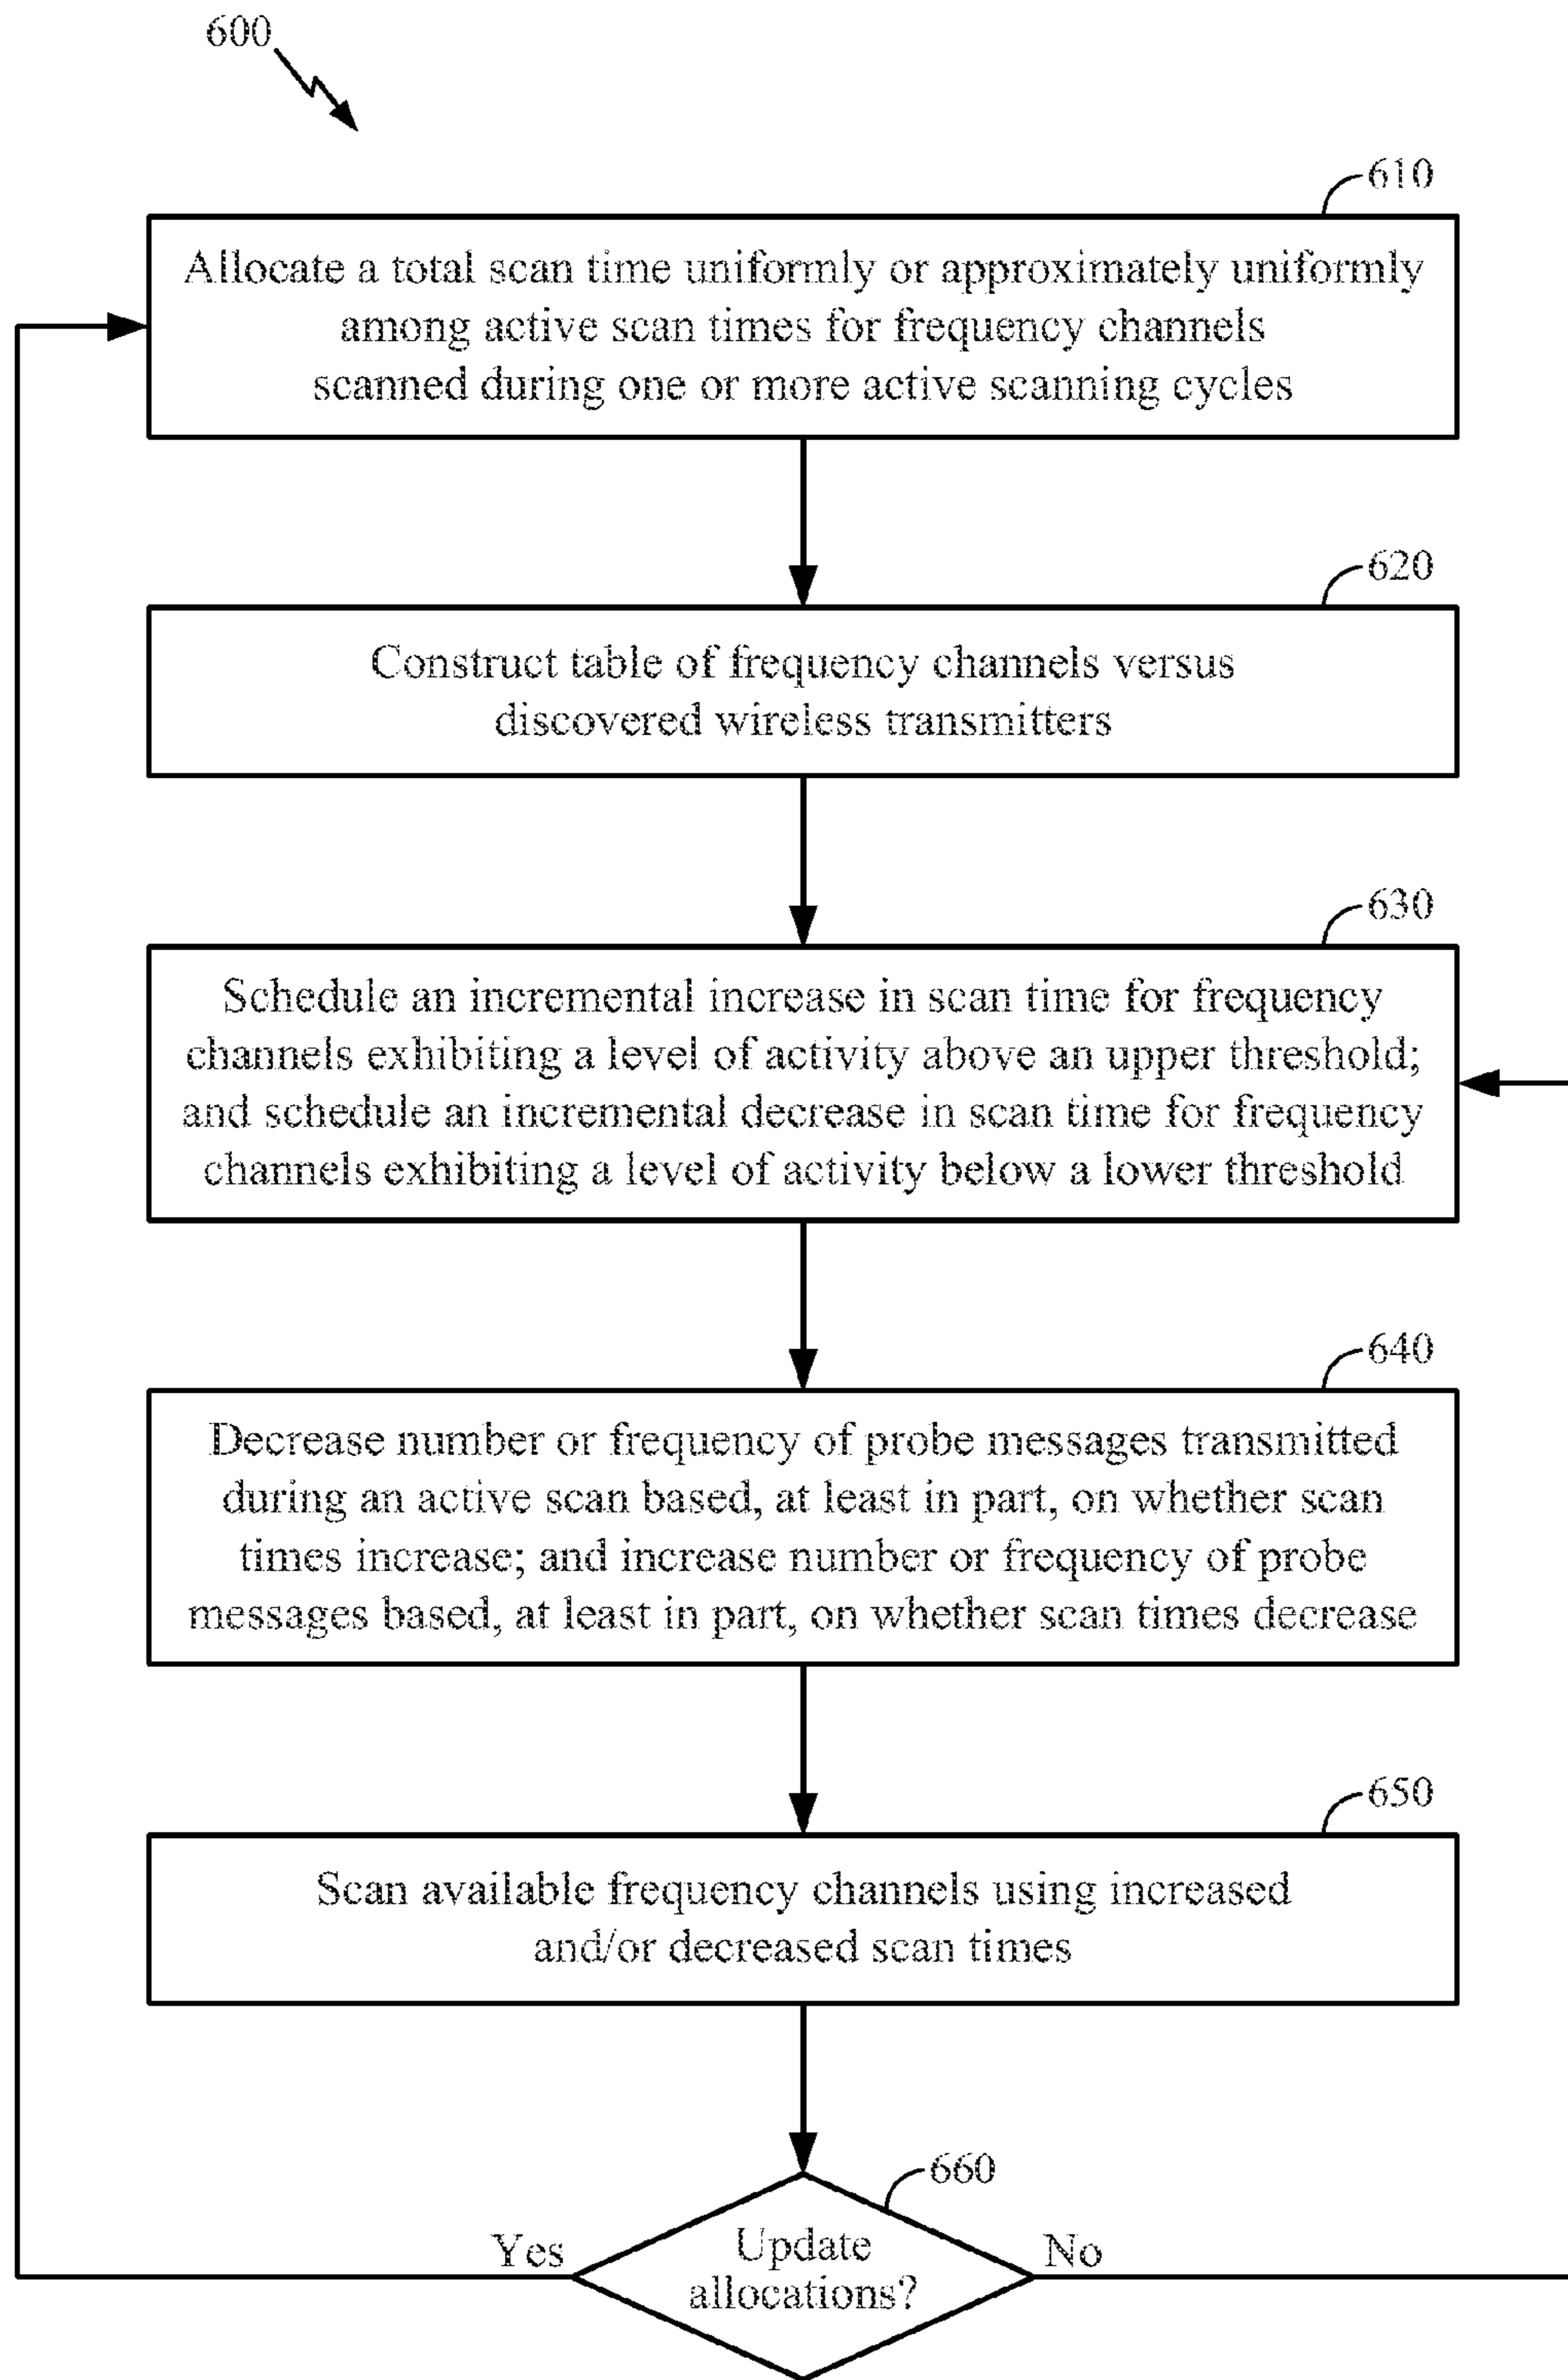 600
610
Allocate a total scan time uniformly or approximately uniformly
among active scan times for frequency channels
scanned during one or more active scanning cycles
620
Construct table of frequency channels versus
discovered wireless transmitters
630
Schedule an incremental increase in scan time for frequency
channels exhibiting a level of activity above an upper threshold;
and schedule an incremental decrease in scan time for frequency
channels exhibiting a level of activity below a lower threshold
640
Decrease number or frequency of probe messages transmitted
during an active scan based, at least in part, on whether scan
times increase; and increase number or frequency of probe
messages based, at least in part, on whether scan times decrease
650
Scan available frequency channels using increased
and/or decreased scan times
660
Yes
Update
allocations?
No